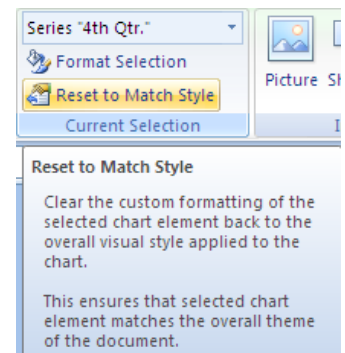 Series "4th Qtr."
Format Selection
Reset to Match Style
Current Selection
Picture
Reset to Match Style
Clear the custom formatting of the
selected chart element back to the
overall visual style applied to the
chart.
This ensures that selected chart
element matches the overall theme
of the document.